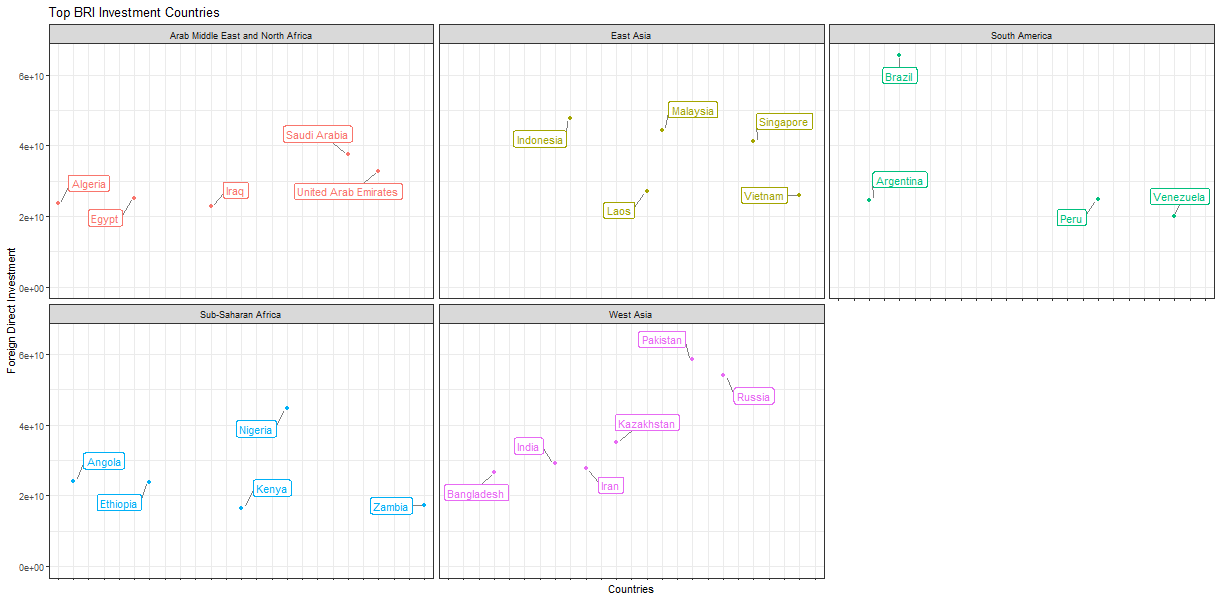 Top BRI Investment Countries
Arab Middle East and North Africa
East Asia
South America
6e+10
4e+10
2e+10
0e+00
Saudi Arabia
Algeria
Iraq
United Arab Emirates
Egypt
Malaysia
Singapore
Indonesia
Vietnam
Laos
Brazil
Argentina
Venezuela
Peru
Foreign Direct Investment
Sub-Saharan Africa
West Asia
6e+10
4e+10
2e+10
0e+00
Nigeria
Angola
Kenya
Ethiopia
Zambia
Pakistan
Russia
Kazakhstan
India
Iran
Bangladesh
Countries